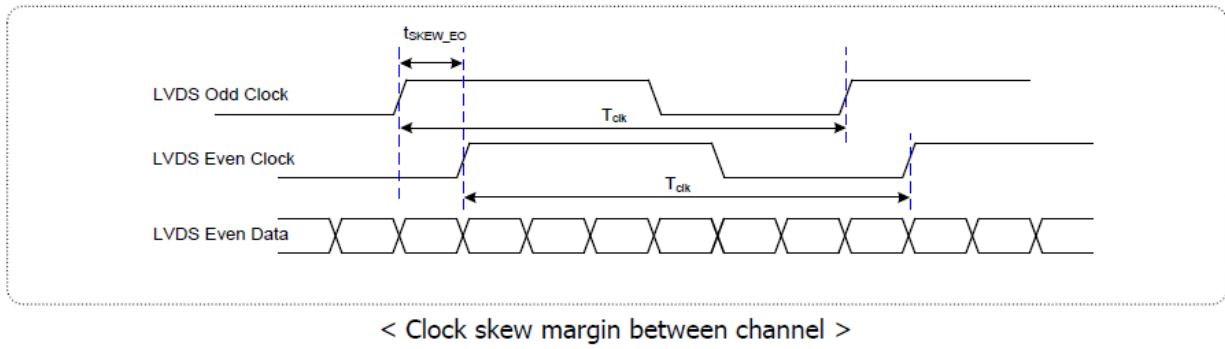 tSKEW_EO
LVDS Odd Clock
Tclk
LVDS Even Clock
Tclk
LVDS Even Data
< Clock skew margin between channel >